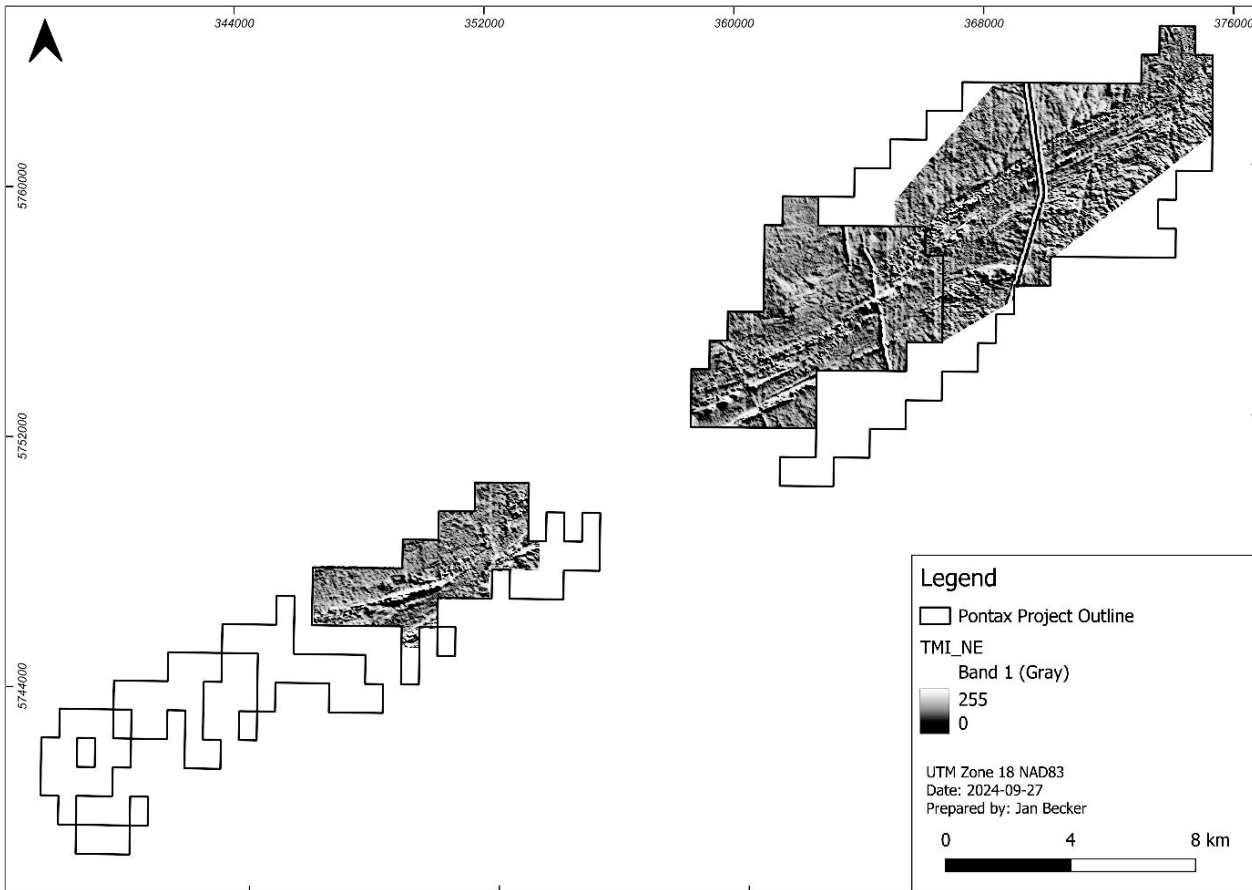 344000
352000
360000
368000
376000
5760000
5752000
5744000
Legend
Pontax Project Outline
TMI_NE
Band 1 (Gray)
255
0
UTM Zone 18 NAD83
Date: 2024-09-27
Prepared by: Jan Becker
0 4 8 km